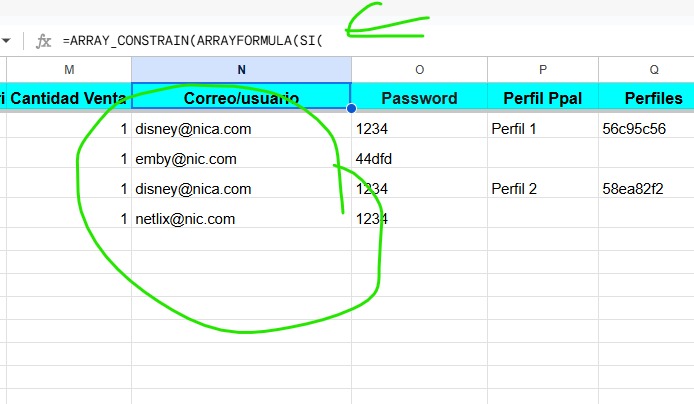 fx =ARRAY_CONSTRAIN(ARRAYFORMULA(SI(
M N O P Q
ri Cantidad Venta Correo/usuario Password Perfil Ppal Perfiles
1 disney@nica.com 1234 Perfil 1 56c95c56
1 emby@nic.com 44dfd
1 disney@nica.com 1234 Perfil 2 58ea82f2
1 netlix@nic.com 1234